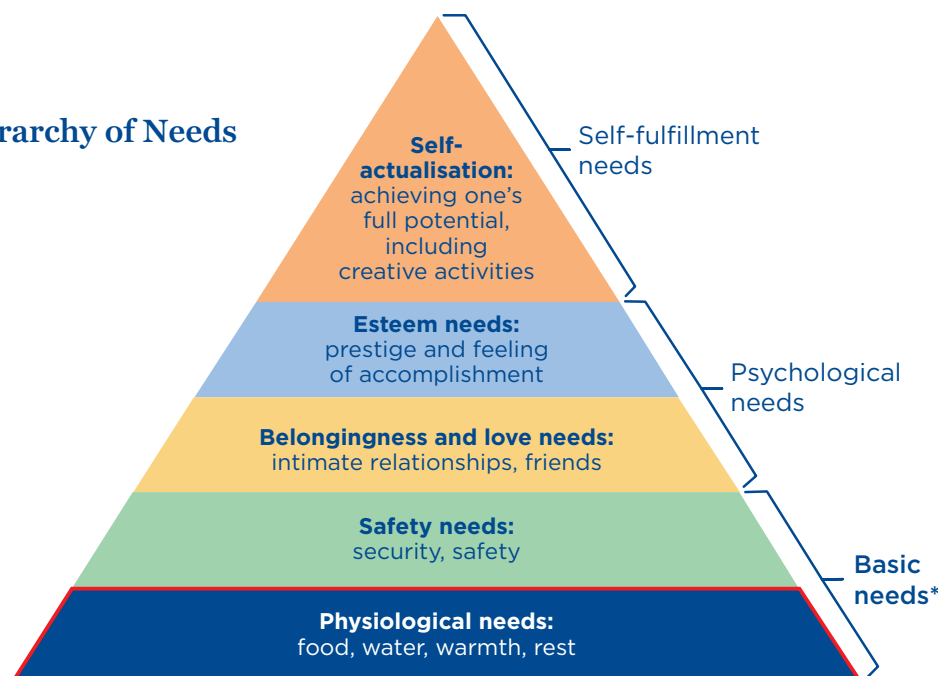 rarchy of Needs
Self-
actualisation:
achieving one's
full potential,
including
creative activities
Self-fulfillment
needs
Esteem needs:
prestige and feeling
of accomplishment
Psychological
needs
Belongingness and love needs:
intimate relationships, friends
Safety needs:
security, safety
Basic
needs*
Physiological needs:
food, water, warmth, rest